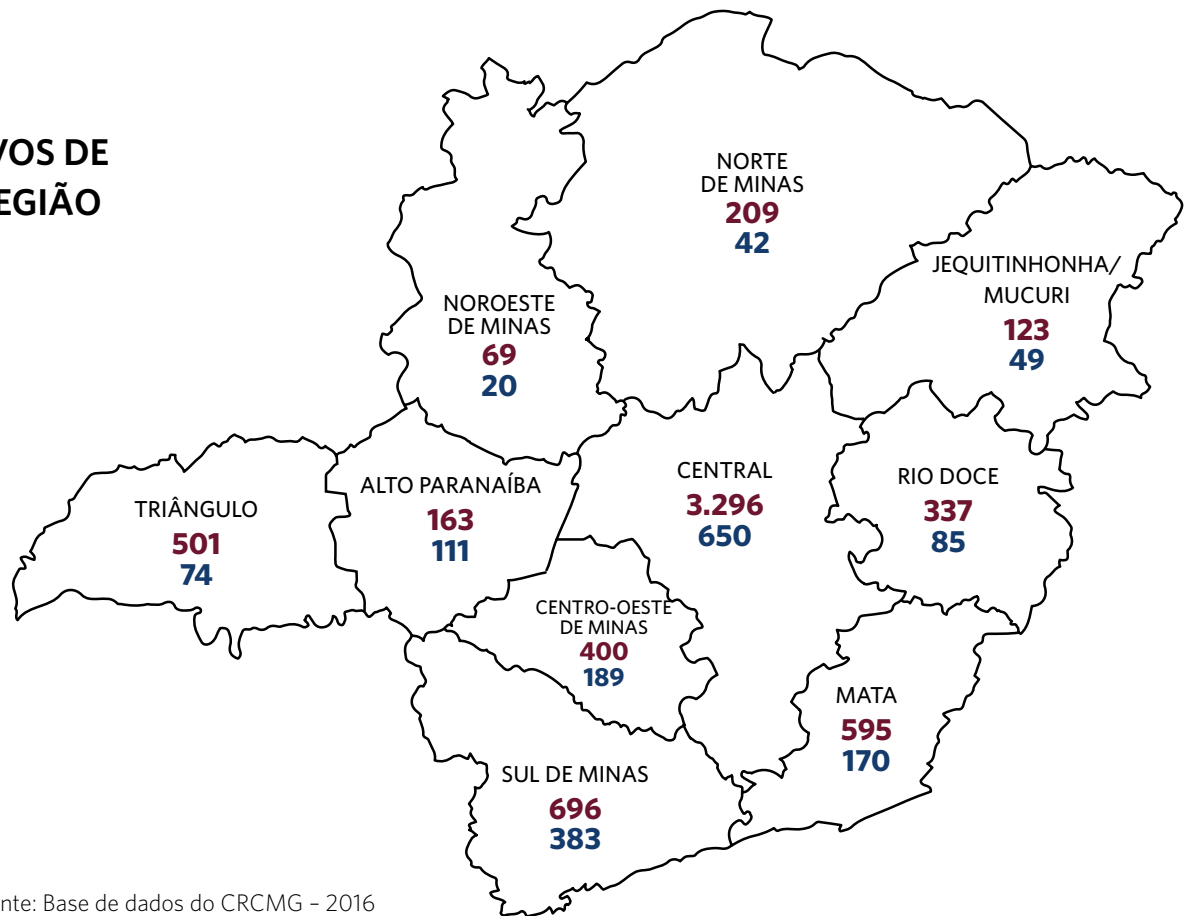 VOS DE
EGIÃO
NORTE
DE MINAS
209
42
JEQUITINHONHA/
MUCURI
123
49
NOROESTE
DE MINAS
69
20
TRIÂNGULO
501
74
ALTO PARANAÍBA
163
111
CENTRAL
3.296
650
RIO DOCE
337
85
CENTRO-OESTE
DE MINAS
400
189
MATA
595
170
SUL DE MINAS
696
383
nte: Base de dados do CRCMG – 2016